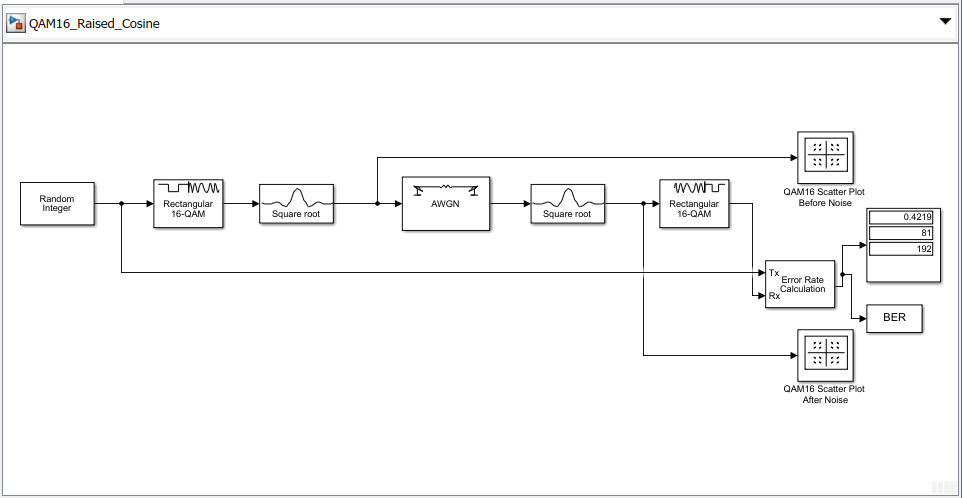 QAM16_Raised_Cosine
QAM16 Scatter Plot
Before Noise
Random
Integer
Rectangular
16-QAM
Square root
AWGN
Square root
Rectangular
16-QAM
0.4219
81
192
Tx
Error Rate
Calculation
Rx
BER
QAM16 Scatter Plot
After Noise